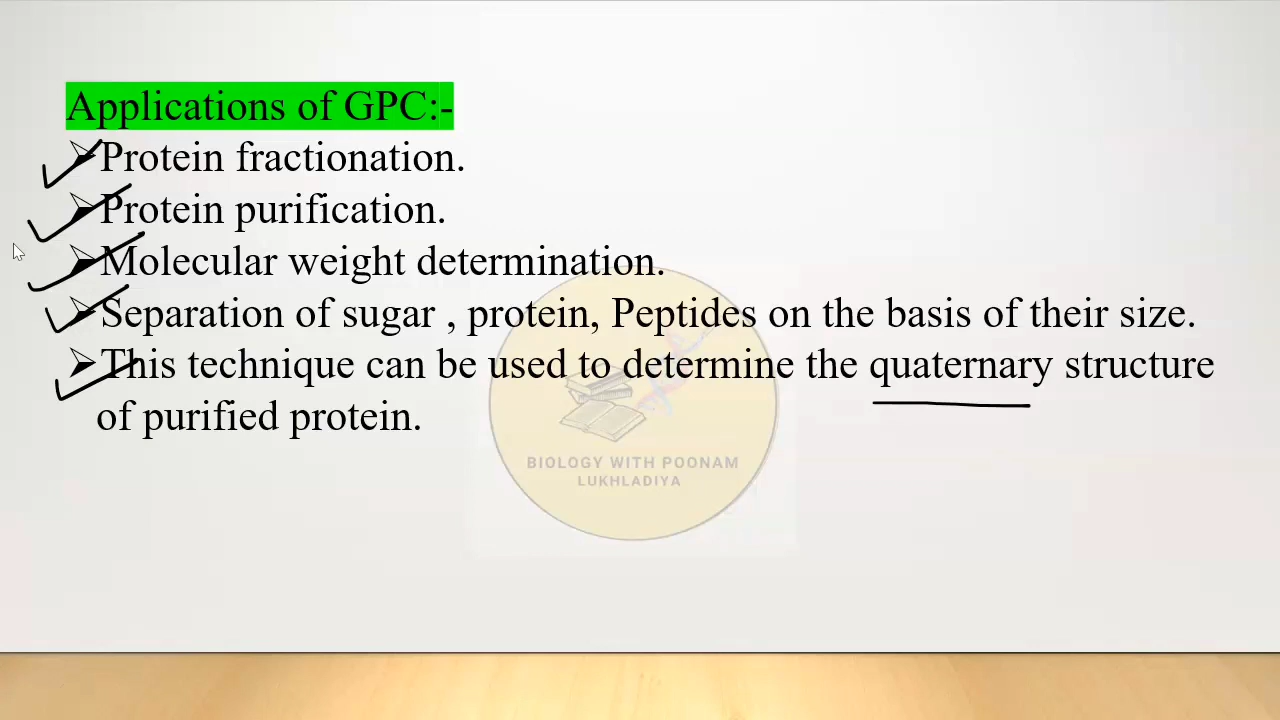 Applications of GPC:-
➢Protein fractionation.
➢Protein purification.
➢Molecular weight determination.
➢Separation of sugar , protein, Peptides on the basis of their size.
➢This technique can be used to determine the quaternary structure
of purified protein.
BIOLOGY WITH POONAM
LUKHLADIYA